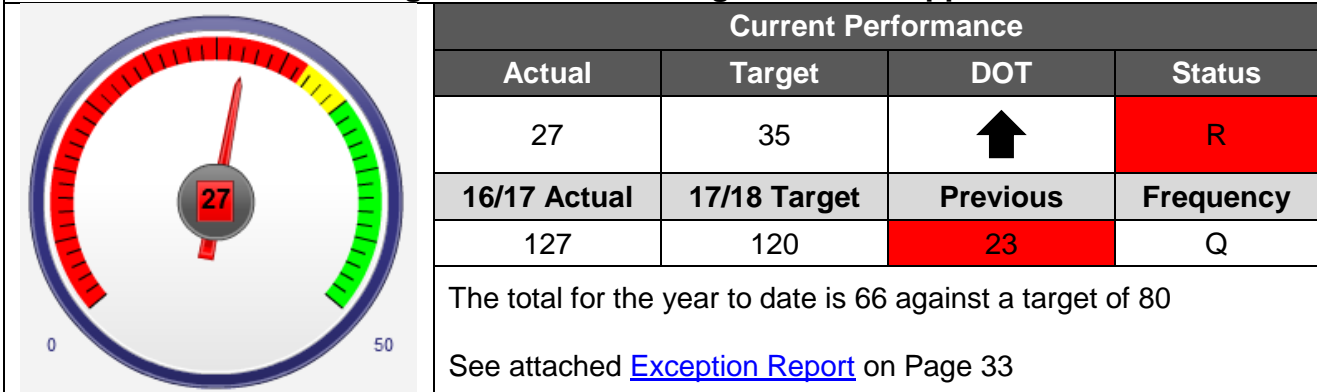 Current Performance
Actual Target DOT Status
27 35 R
16/17 Actual 17/18 Target Previous Frequency
127 120 23 Q
The total for the year to date is 66 against a target of 80
See attached Exception Report on Page 33
27
0 50